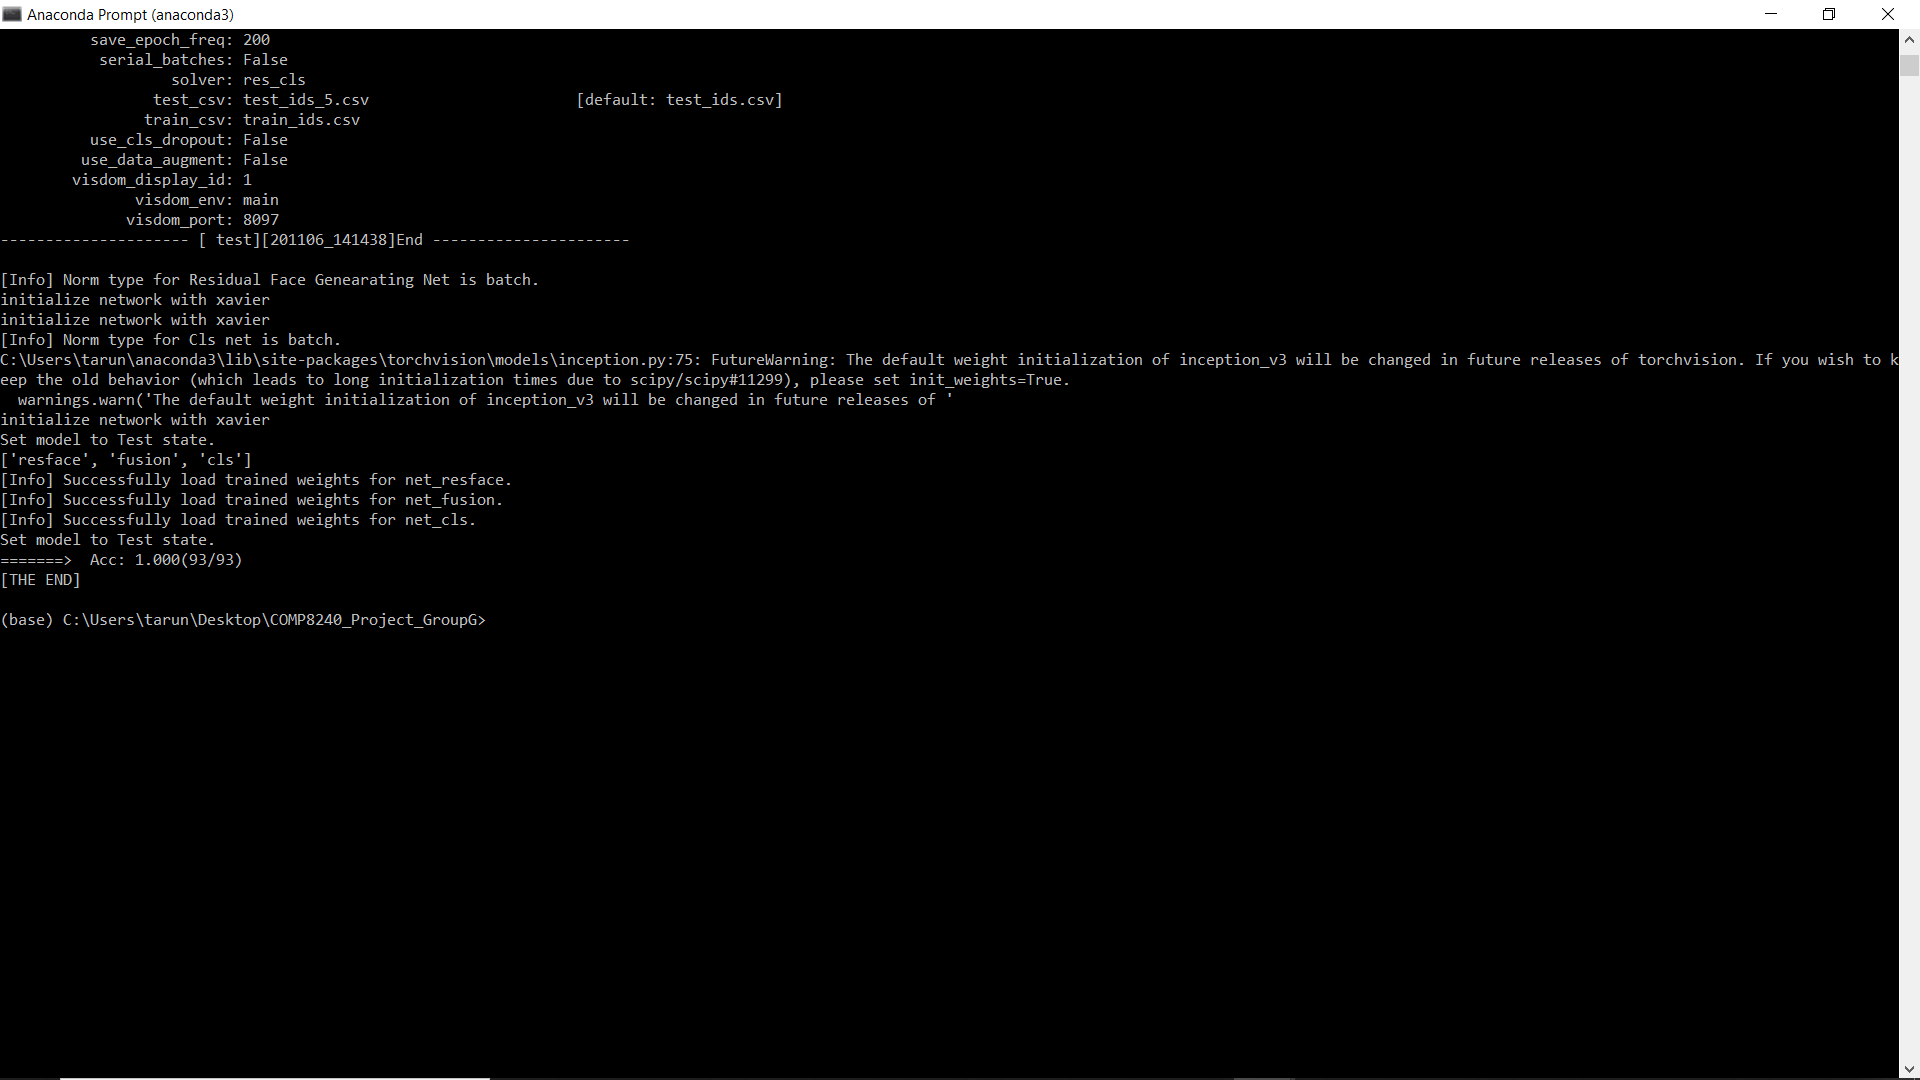 Anaconda Prompt (anaconda3)
save_epoch_freq: 200
serial_batches: False
solver: res_cls
test_csv: test_ids_5.csv [default: test_ids.csv]
train_csv: train_ids.csv
use_cls_dropout: False
use_data_augment: False
visdom_display_id: 1
visdom_env: main
visdom_port: 8097
--------------------- [ test][201106_141438]End ----------------------
[Info] Norm type for Residual Face Genearating Net is batch.
initialize network with xavier
initialize network with xavier
[Info] Norm type for Cls net is batch.
C:\Users\tarun\anaconda3\lib\site-packages\torchvision\models\inception.py:75: FutureWarning: The default weight initialization of inception_v3 will be changed in future releases of torchvision. If you wish to k
eep the old behavior (which leads to long initialization times due to scipy/scipy#11299), please set init_weights=True.
warnings.warn('The default weight initialization of inception_v3 will be changed in future releases of '
initialize network with xavier
Set model to Test state.
['resface', 'fusion', 'cls']
[Info] Successfully load trained weights for net_resface.
[Info] Successfully load trained weights for net_fusion.
[Info] Successfully load trained weights for net_cls.
Set model to Test state.
=======>  Acc: 1.000(93/93)
[THE END]
(base) C:\Users\tarun\Desktop\COMP8240_Project_GroupG>